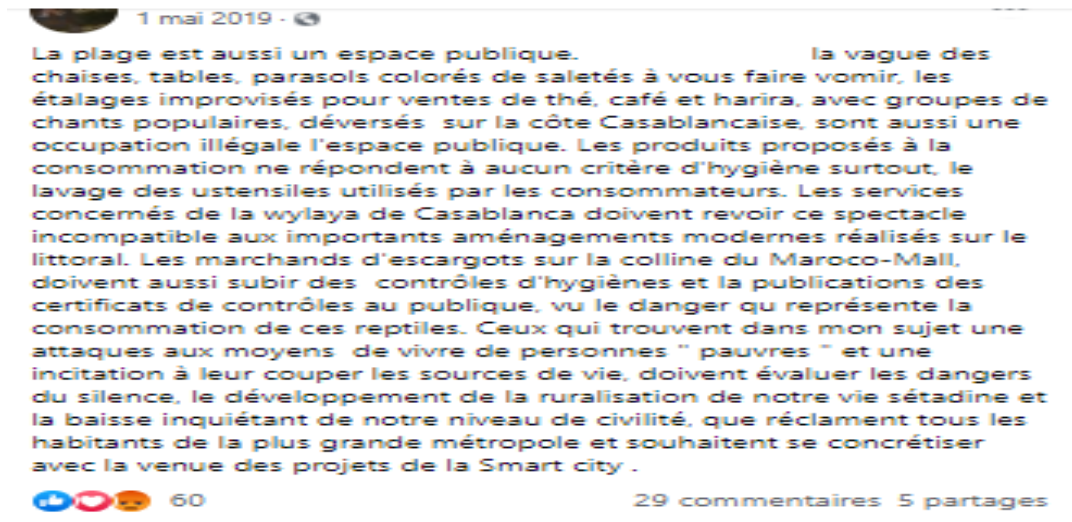 1 mai 2019 ·
La plage est aussi un espace publique. la vague des
chaises, tables, parasols colorés de saletés à vous faire vomir, les
étalages improvisés pour ventes de thé, café et harira, avec groupes de
chants populaires, déversés sur la côte Casablancaise, sont aussi une
occupation illégale l'espace publique. Les produits proposés à la
consommation ne répondent à aucun critère d'hygiène surtout, le
lavage des ustensiles utilisés par les consommateurs. Les services
concernés de la wylaya de Casablanca doivent revoir ce spectacle
incompatible aux importants aménagements modernes réalisés sur le
littoral. Les marchands d'escargots sur la colline du Maroco-Mall,
doivent aussi subir des contrôles d'hygiènes et la publications des
certificats de contrôles au publique, vu le danger qu représente la
consommation de ces reptiles. Ceux qui trouvent dans mon sujet une
attaques aux moyens de vivre de personnes " pauvres " et une
incitation à leur couper les sources de vie, doivent évaluer les dangers
du silence, le développement de la ruralisation de notre vie sétadine et
la baisse inquiétant de notre niveau de civilité, que réclament tous les
habitants de la plus grande métropole et souhaitent se concrétiser
avec la venue des projets de la Smart city .
60 29 commentaires 5 partages